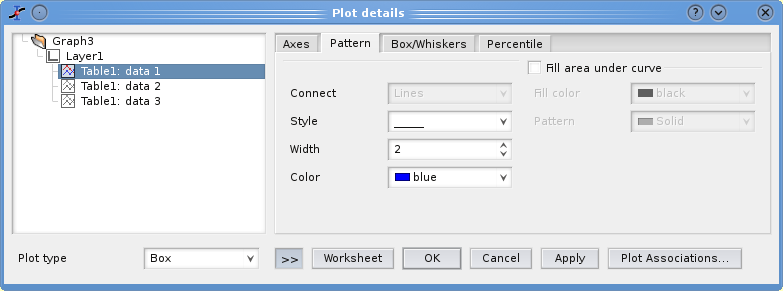 Plot details
Graph3
Layer1
Table1: data 1
Table1: data 2
Table1: data 3
Axes Pattern Box/Whiskers Percentile
Fill area under curve
Connect Lines Fill color black
Style Pattern Solid
Width 2
Color blue
Plot type Box >> Worksheet OK Cancel Apply Plot Associations...